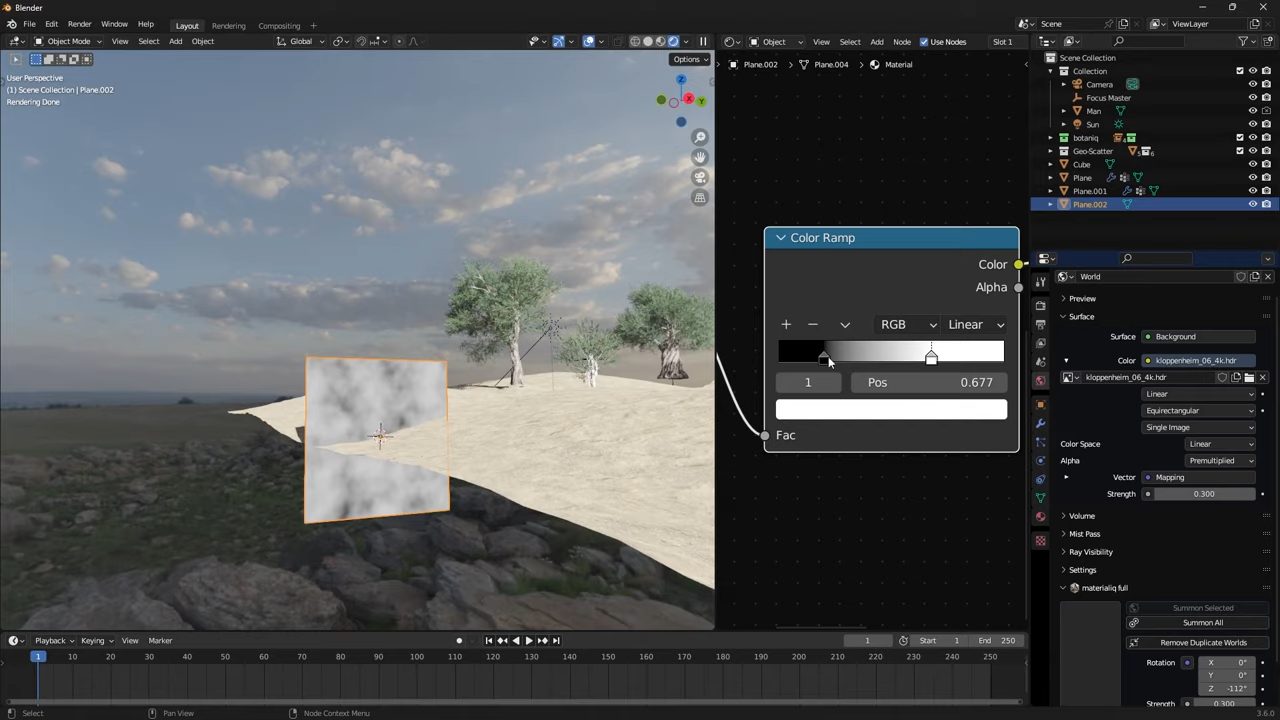 Blender
File Edit Render Window Help Layout Rendering Compositing + Scene ViewLayer
Object Mode View Select Add Object Global Object View Select Add Node Use Nodes Slot 1
Options
Plane.002 > Plane.004 > Material
User Perspective
(1) Scene Collection | Plane.002
Rendering Done
Z
X
Y
Color Ramp
Color
Alpha
RGB
Linear
1
Pos 0.677
Fac
Scene Collection
Collection
Camera
Focus Master
Man
Sun
botaniq
Geo-Scatter
Cube
Plane
Plane.001
Plane.002
World
Preview
Surface
Surface Background
Color kloppenheim_06_4k.hdr
kloppenheim_06_4k.hdr
Linear
Equirectangular
Single Image
Color Space Linear
Alpha Premultiplied
Vector Mapping
Strength 0.300
Volume
Mist Pass
Ray Visibility
Settings
materialiq full
Summon Selected
Summon All
Remove Duplicate Worlds
Rotation X 0°
Y 0°
Z -112°
Strength 0.300
Playback Keying View Marker 1 Start 1 End 250
1 10 20 30 40 50 60 70 80 90 100 110 120 130 140 150 160 170 180 190 200 210 220 230 240 250
Select Pan View Node Context Menu 3.6.0